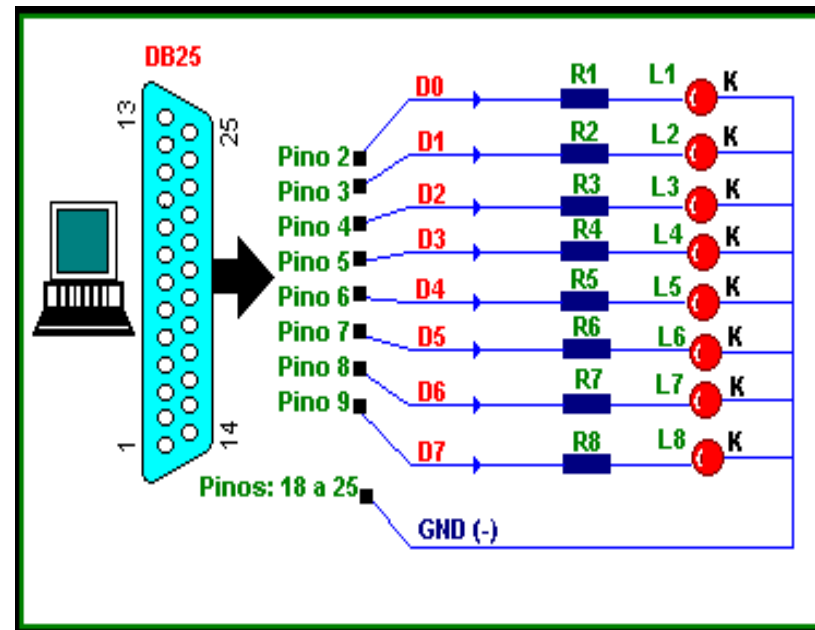 DB25
13
25
1
14
Pino 2
Pino 3
Pino 4
Pino 5
Pino 6
Pino 7
Pino 8
Pino 9
Pinos: 18 a 25
D0 R1 L1 K
D1 R2 L2 K
D2 R3 L3 K
D3 R4 L4 K
D4 R5 L5 K
D5 R6 L6 K
D6 R7 L7 K
D7 R8 L8 K
GND (-)